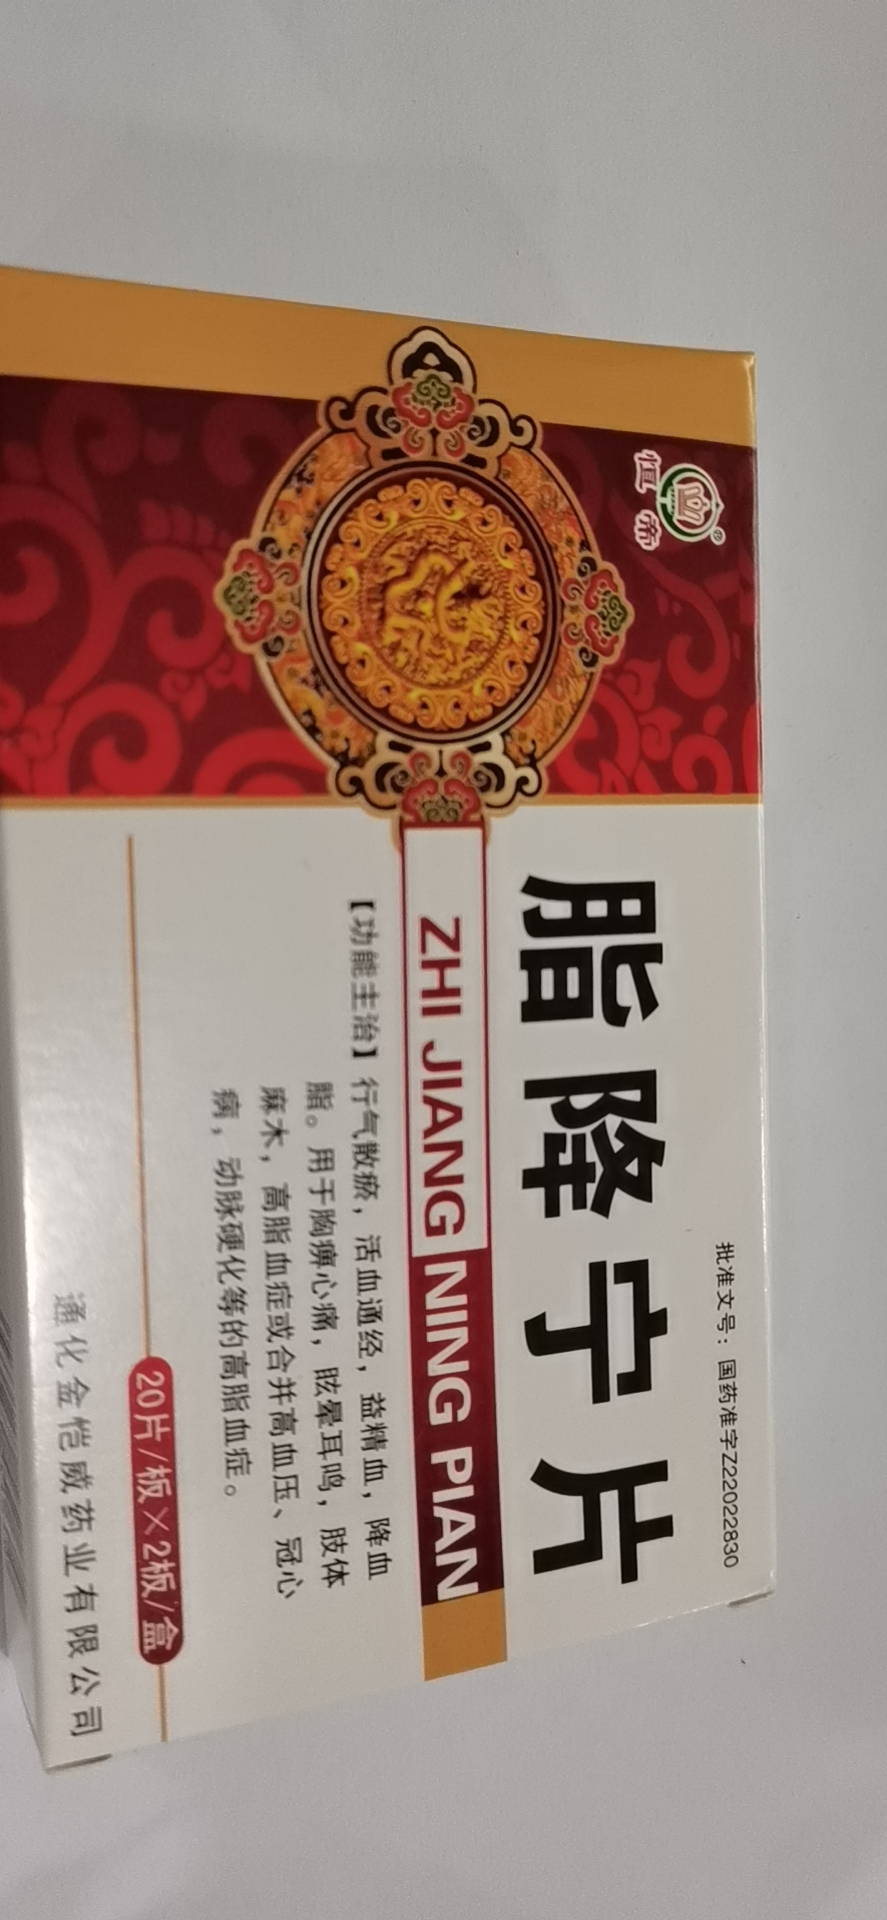 恒帝
®
批准文号：国药准字Z22022830
脂降宁片
ZHI JIANG NING PIAN
【功能主治】行气散瘀，活血通经，益精血，降血
脂。用于胸痹心痛，眩晕耳鸣，肢体
麻木，高脂血症或合并高血压、冠心
病，动脉硬化等的高脂血症。
20片/板×2板/盒
通化金恺威药业有限公司